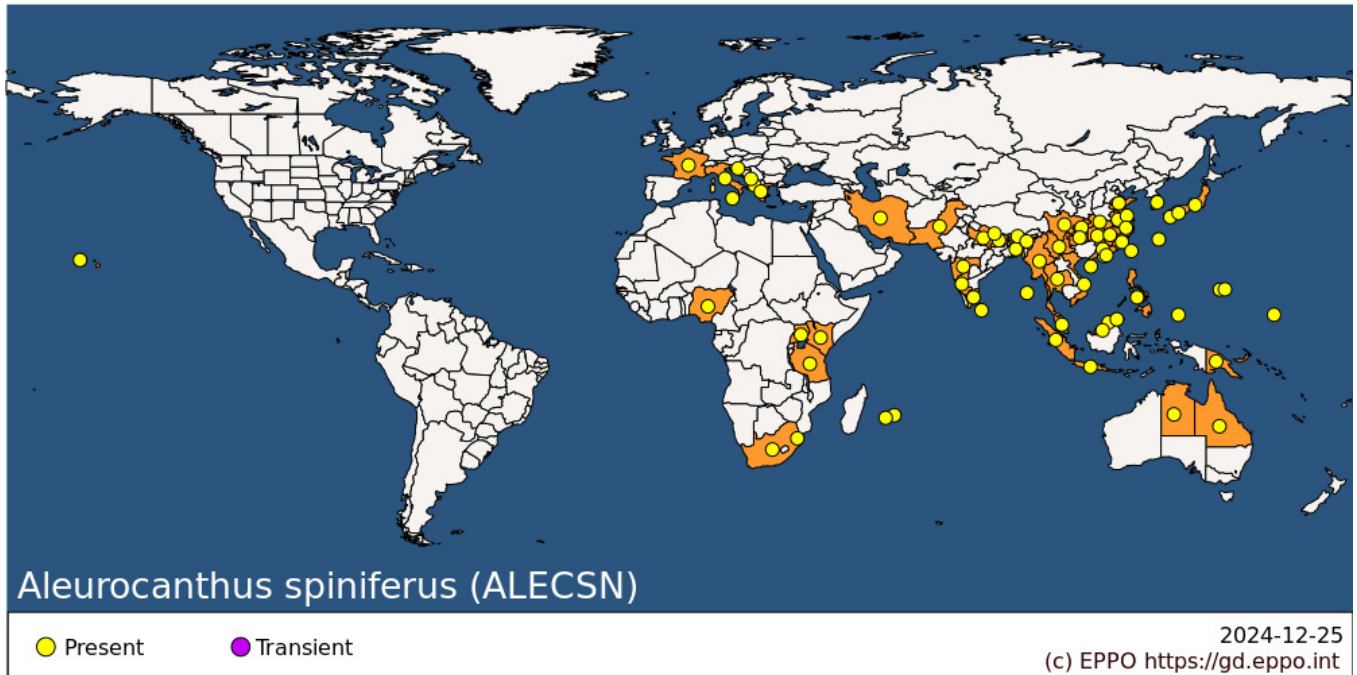 Aleurocanthus spiniferus (ALECSN)
Present
Transient
2024-12-25
(c) EPPO https://gd.eppo.int